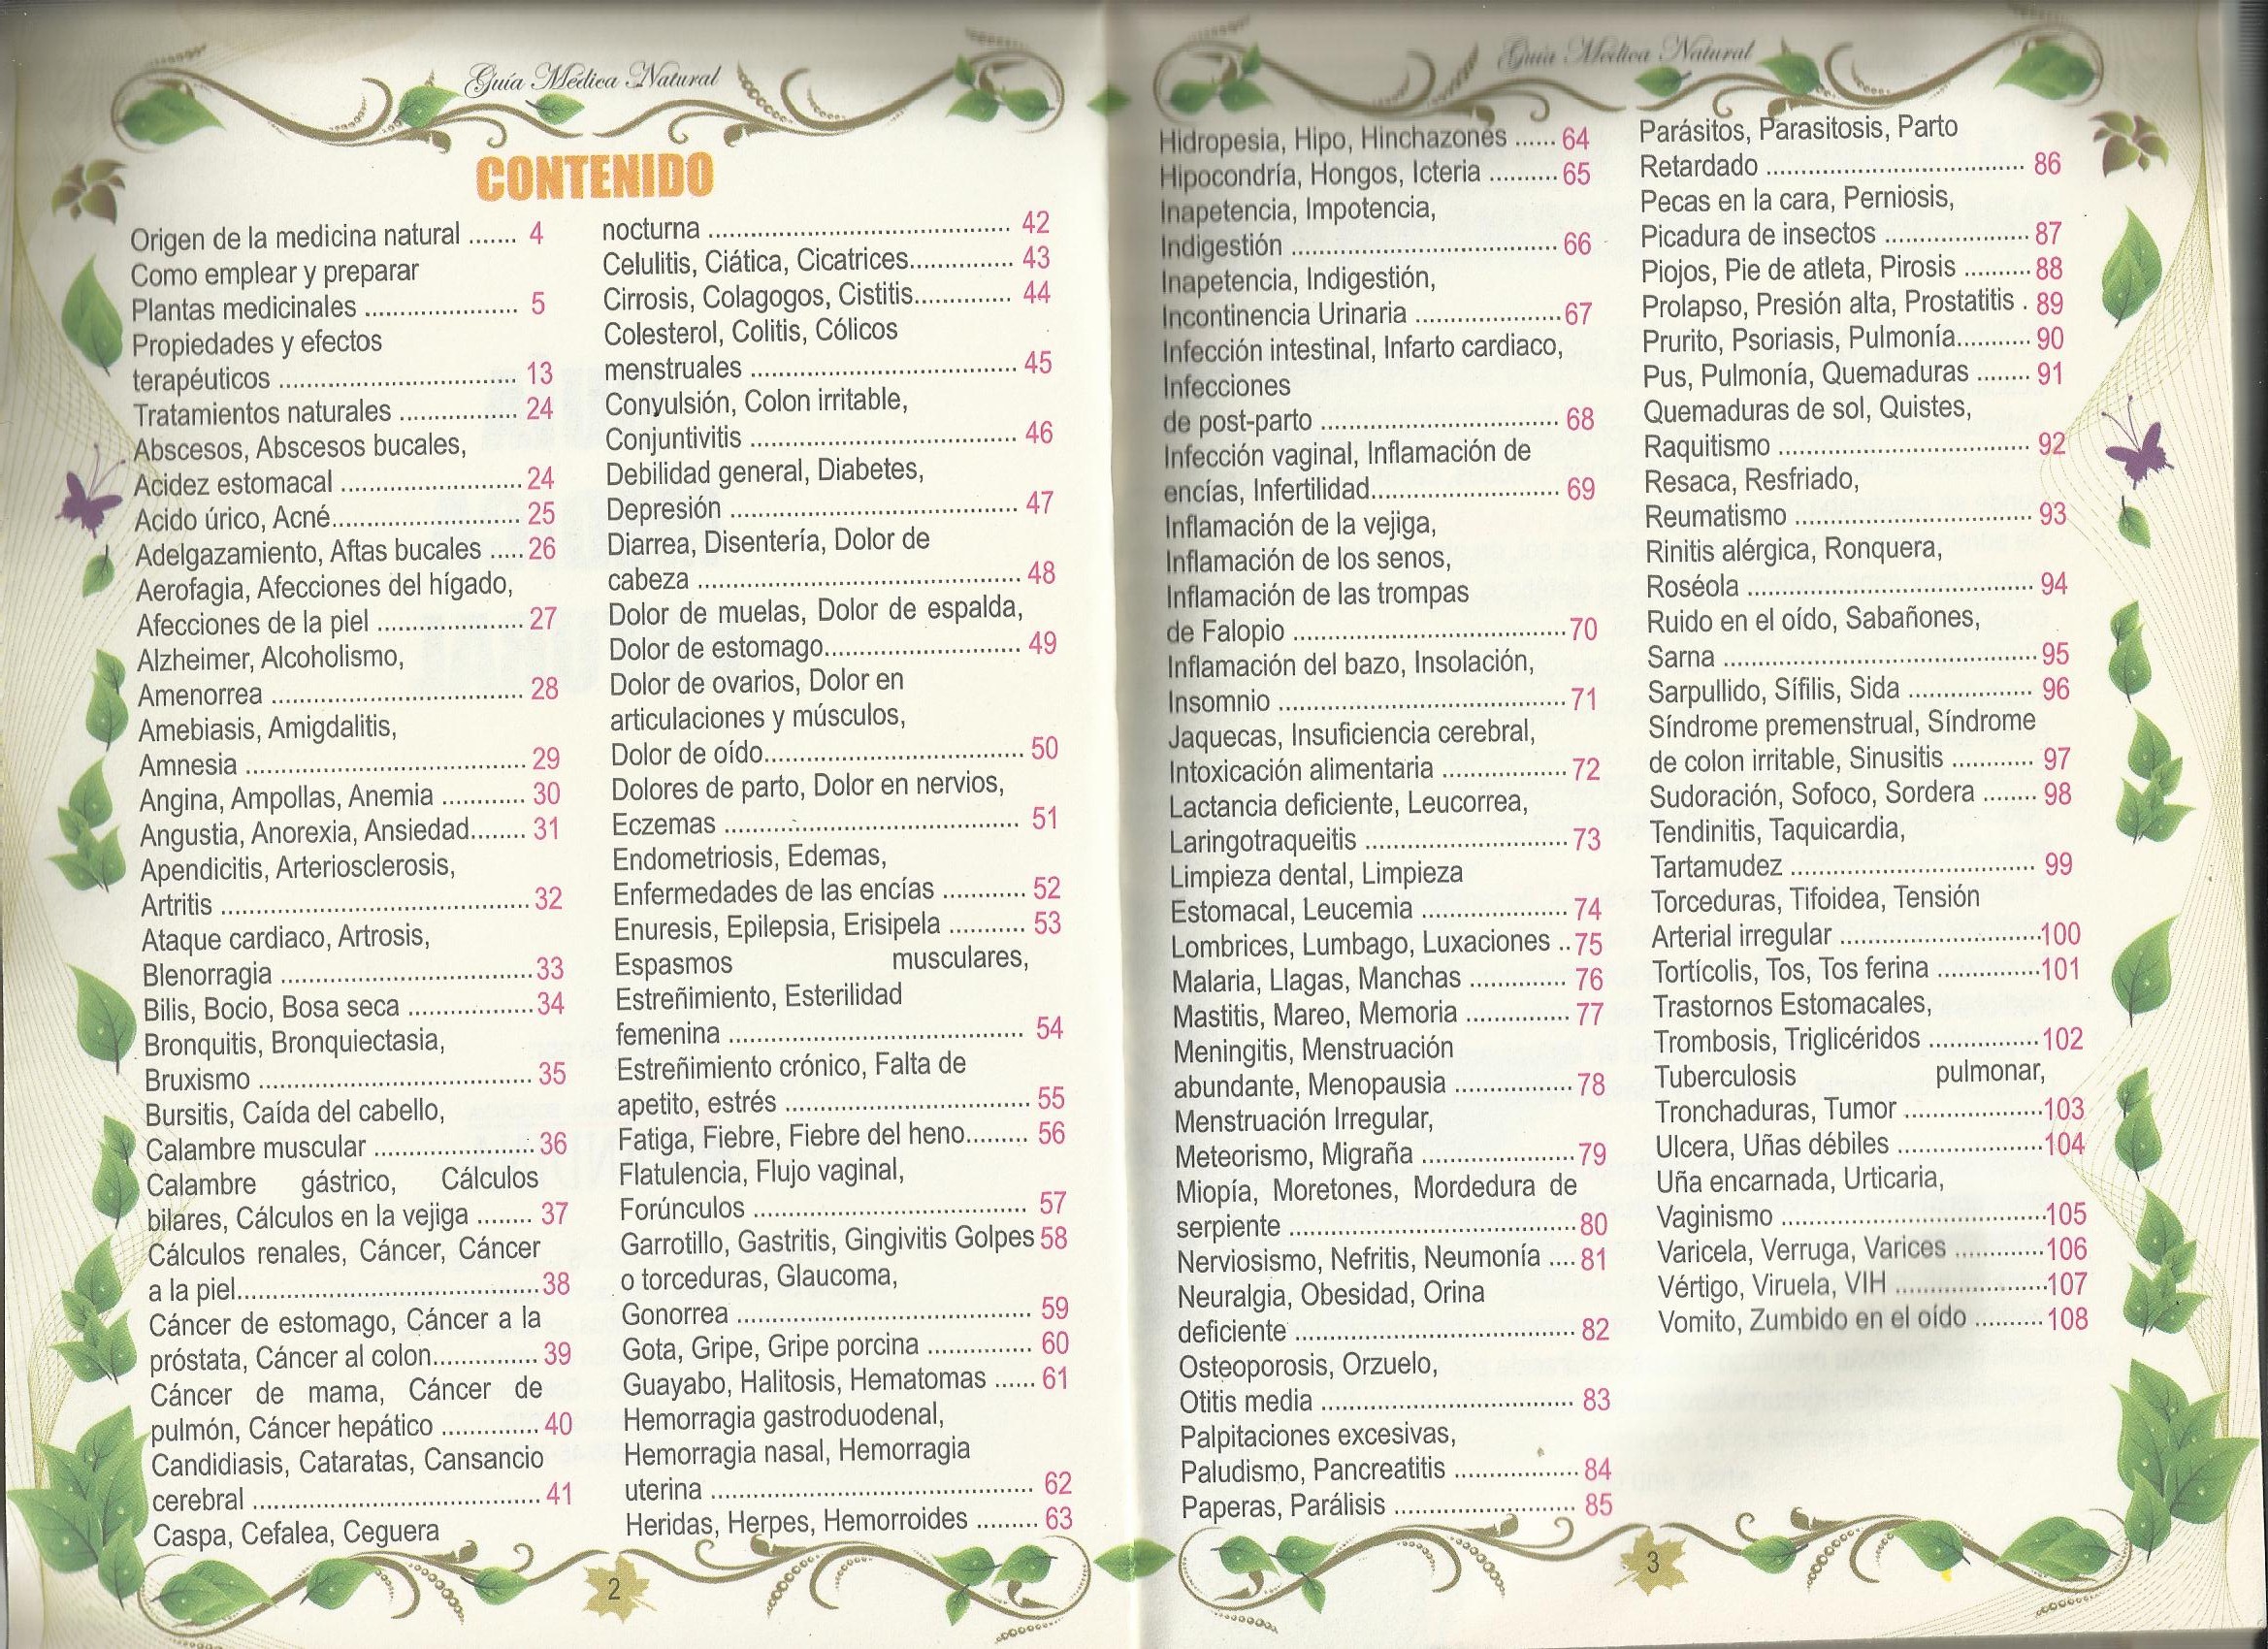 Guía Médica Natural
CONTENIDO
Origen de la medicina natural ....... 4
Como emplear y preparar
Plantas medicinales ...................... 5
Propiedades y efectos
terapéuticos .................................. 13
Tratamientos naturales ................. 24
Abscesos, Abscesos bucales,
Acidez estomacal .......................... 24
Acido úrico, Acné........................... 25
Adelgazamiento, Aftas bucales ..... 26
Aerofagia, Afecciones del hígado,
Afecciones de la piel ..................... 27
Alzheimer, Alcoholismo,
Amenorrea .................................... 28
Amebiasis, Amigdalitis,
Amnesia ........................................ 29
Angina, Ampollas, Anemia ............ 30
Angustia, Anorexia, Ansiedad........ 31
Apendicitis, Arteriosclerosis,
Artritis ............................................ 32
Ataque cardiaco, Artrosis,
Blenorragia .................................... 33
Bilis, Bocio, Bosa seca .................. 34
Bronquitis, Bronquiectasia,
Bruxismo ....................................... 35
Bursitis, Caída del cabello,
Calambre muscular ....................... 36
Calambre gástrico, Cálculos
bilares, Cálculos en la vejiga ........ 37
Cálculos renales, Cáncer, Cáncer
a la piel........................................... 38
Cáncer de estomago, Cáncer a la
próstata, Cáncer al colon............... 39
Cáncer de mama, Cáncer de
pulmón, Cáncer hepático .............. 40
Candidiasis, Cataratas, Cansancio
cerebral ......................................... 41
Caspa, Cefalea, Ceguera
nocturna ........................................... 42
Celulitis, Ciática, Cicatrices............... 43
Cirrosis, Colagogos, Cistitis.............. 44
Colesterol, Colitis, Cólicos
menstruales ...................................... 45
Conyulsión, Colon irritable,
Conjuntivitis ...................................... 46
Debilidad general, Diabetes,
Depresión ......................................... 47
Diarrea, Disentería, Dolor de
cabeza .............................................. 48
Dolor de muelas, Dolor de espalda,
Dolor de estomago............................ 49
Dolor de ovarios, Dolor en
articulaciones y músculos,
Dolor de oído..................................... 50
Dolores de parto, Dolor en nervios,
Eczemas .......................................... 51
Endometriosis, Edemas,
Enfermedades de las encías ............ 52
Enuresis, Epilepsia, Erisipela ........... 53
Espasmos musculares,
Estreñimiento, Esterilidad
femenina .......................................... 54
Estreñimiento crónico, Falta de
apetito, estrés ................................... 55
Fatiga, Fiebre, Fiebre del heno......... 56
Flatulencia, Flujo vaginal,
Forúnculos ....................................... 57
Garrotillo, Gastritis, Gingivitis Golpes 58
o torceduras, Glaucoma,
Gonorrea .......................................... 59
Gota, Gripe, Gripe porcina ............... 60
Guayabo, Halitosis, Hematomas ...... 61
Hemorragia gastroduodenal,
Hemorragia nasal, Hemorragia
uterina .............................................. 62
Heridas, Herpes, Hemorroides ......... 63
2
Guía Médica Natural
Hidropesia, Hipo, Hinchazones ...... 64
Hipocondría, Hongos, Icteria .......... 65
Inapetencia, Impotencia,
Indigestión ...................................... 66
Inapetencia, Indigestión,
Incontinencia Urinaria ..................... 67
Infección intestinal, Infarto cardiaco,
Infecciones
de post-parto .................................. 68
Infección vaginal, Inflamación de
encías, Infertilidad........................... 69
Inflamación de la vejiga,
Inflamación de los senos,
Inflamación de las trompas
de Falopio ....................................... 70
Inflamación del bazo, Insolación,
Insomnio ......................................... 71
Jaquecas, Insuficiencia cerebral,
Intoxicación alimentaria .................. 72
Lactancia deficiente, Leucorrea,
Laringotraqueitis ............................. 73
Limpieza dental, Limpieza
Estomacal, Leucemia ..................... 74
Lombrices, Lumbago, Luxaciones .. 75
Malaria, Llagas, Manchas .............. 76
Mastitis, Mareo, Memoria ............... 77
Meningitis, Menstruación
abundante, Menopausia ................. 78
Menstruación Irregular,
Meteorismo, Migraña ...................... 79
Miopía, Moretones, Mordedura de
serpiente ......................................... 80
Nerviosismo, Nefritis, Neumonía .... 81
Neuralgia, Obesidad, Orina
deficiente ........................................ 82
Osteoporosis, Orzuelo,
Otitis media .................................... 83
Palpitaciones excesivas,
Paludismo, Pancreatitis .................. 84
Paperas, Parálisis .......................... 85
Parásitos, Parasitosis, Parto
Retardado ..................................... 86
Pecas en la cara, Perniosis,
Picadura de insectos ..................... 87
Piojos, Pie de atleta, Pirosis .......... 88
Prolapso, Presión alta, Prostatitis . 89
Prurito, Psoriasis, Pulmonía........... 90
Pus, Pulmonía, Quemaduras ........ 91
Quemaduras de sol, Quistes,
Raquitismo .................................... 92
Resaca, Resfriado,
Reumatismo .................................. 93
Rinitis alérgica, Ronquera,
Roséola ......................................... 94
Ruido en el oído, Sabañones,
Sarna ............................................. 95
Sarpullido, Sífilis, Sida .................. 96
Síndrome premenstrual, Síndrome
de colon irritable, Sinusitis ............ 97
Sudoración, Sofoco, Sordera ........ 98
Tendinitis, Taquicardia,
Tartamudez ................................... 99
Torceduras, Tifoidea, Tensión
Arterial irregular .............................100
Tortícolis, Tos, Tos ferina ...............101
Trastornos Estomacales,
Trombosis, Triglicéridos ................102
Tuberculosis pulmonar,
Tronchaduras, Tumor ....................103
Ulcera, Uñas débiles .....................104
Uña encarnada, Urticaria,
Vaginismo ......................................105
Varicela, Verruga, Varices .............106
Vértigo, Viruela, VIH ......................107
Vomito, Zumbido en el oído ..........108
3